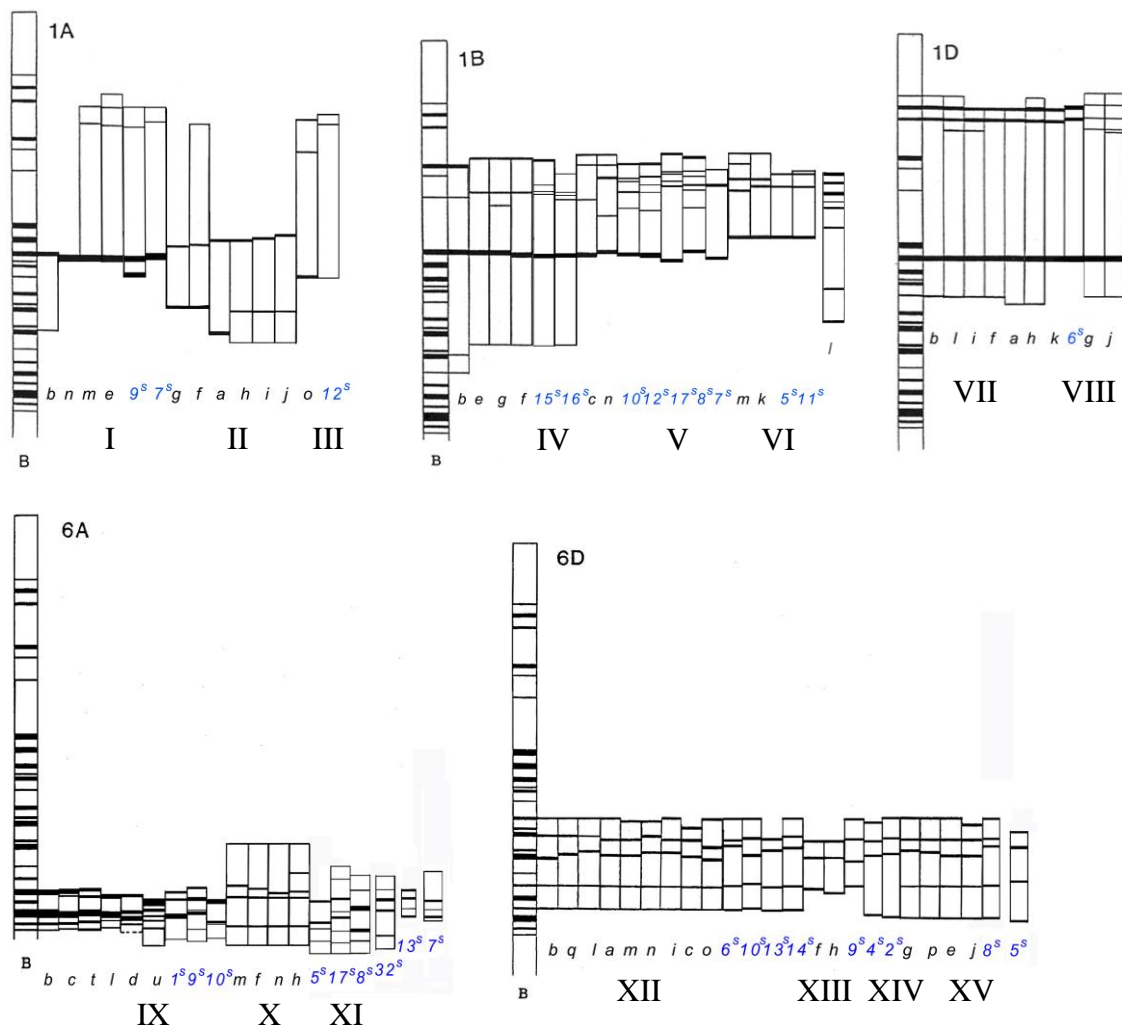 1A
b n m e 9s 7s g f a h i j o 12s
I II III
B
1B
b e g f 15s 16s c n 10s 12s 17s 8s 7s m k 5s 11s
l
IV V VI
B
1D
b l i f a h k 6s g j
VII VIII
6A
13s 7s
B
b c t l d u 1s 9s 10s m f n h 5s 17s 8s 32s
IX X XI
6D
b q l a m n i c o 6s 10s 13s 14s f h 9s 4s 2s g p e j 8s 5s
B
XII XIII XIV XV